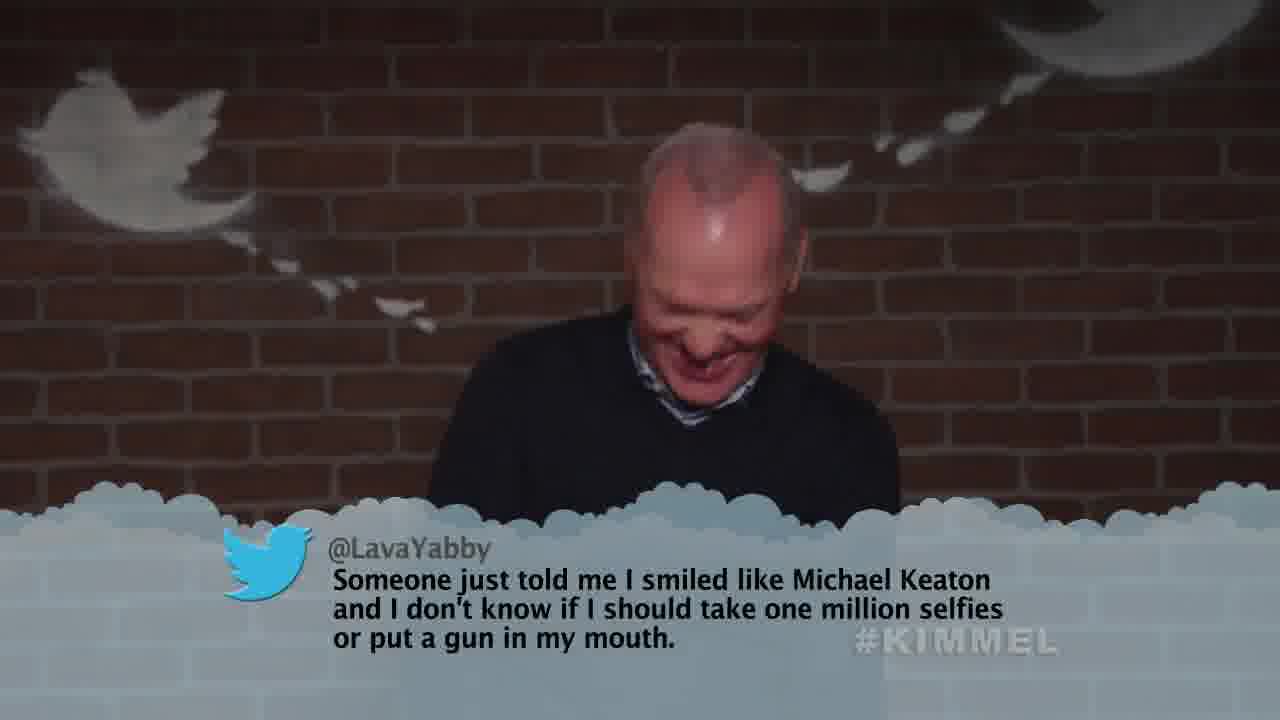 @LavaYabby
Someone just told me I smiled like Michael Keaton
and I don't know if I should take one million selfies
or put a gun in my mouth.
#KIMMEL